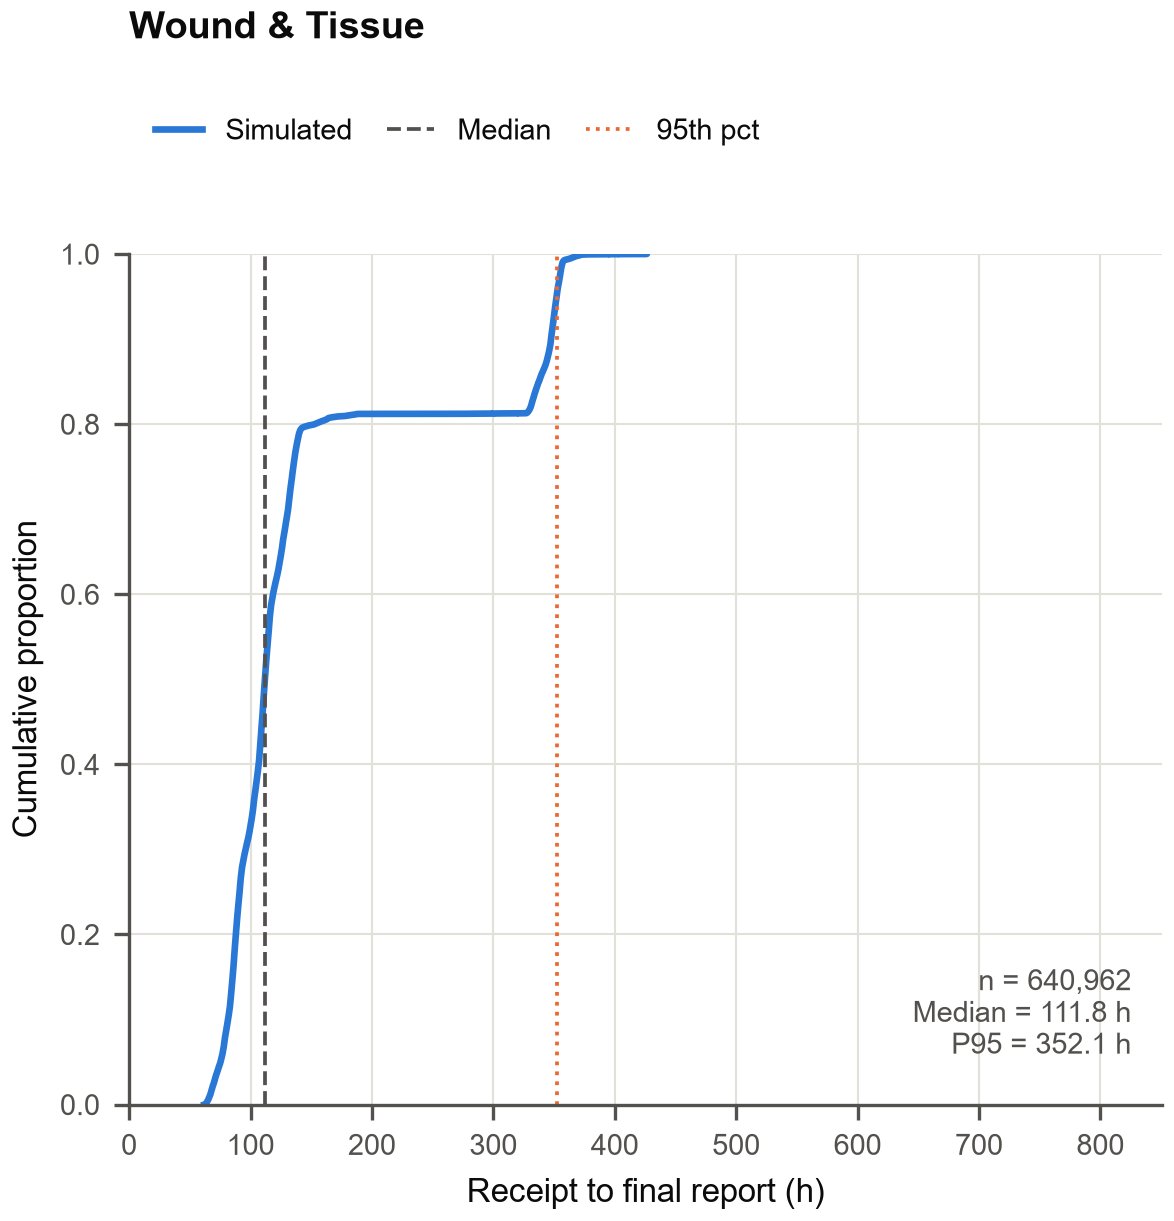 Wound & Tissue
Simulated Median 95th pct
1.0
0.8
0.6
0.4
0.2
0.0
Cumulative proportion
n = 640,962
Median = 111.8 h
P95 = 352.1 h
0 100 200 300 400 500 600 700 800
Receipt to final report (h)